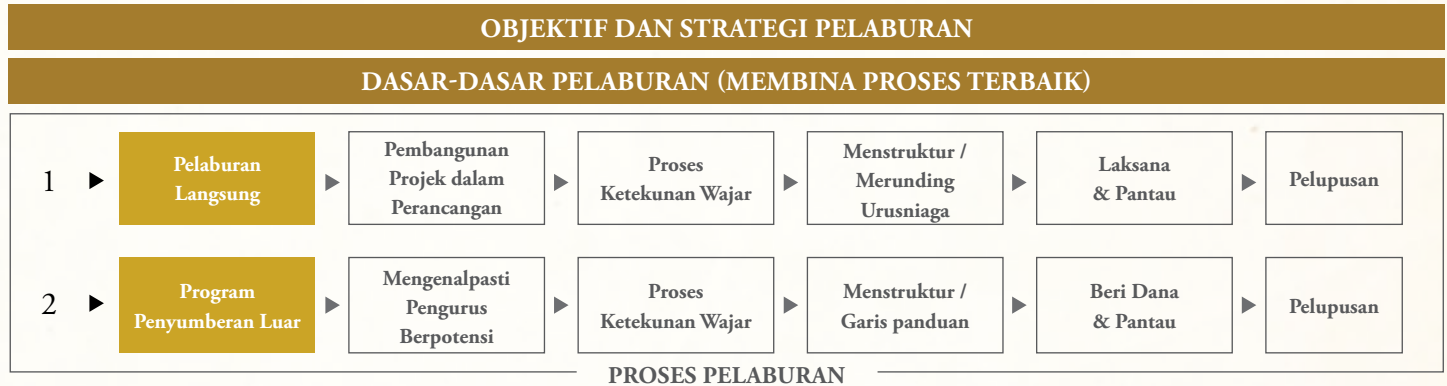 OBJEKTIF DAN STRATEGI PELABURAN
DASAR-DASAR PELABURAN (MEMBINA PROSES TERBAIK)
1
Pelaburan
Langsung
Pembangunan
Projek dalam
Perancangan
Proses
Ketekunan Wajar
Menstruktur /
Merunding
Urusniaga
Laksana
& Pantau
Pelupusan
2
Program
Penyumberan Luar
Mengenalpasti
Pengurus
Berpotensi
Proses
Ketekunan Wajar
Menstruktur /
Garis panduan
Beri Dana
& Pantau
Pelupusan
PROSES PELABURAN